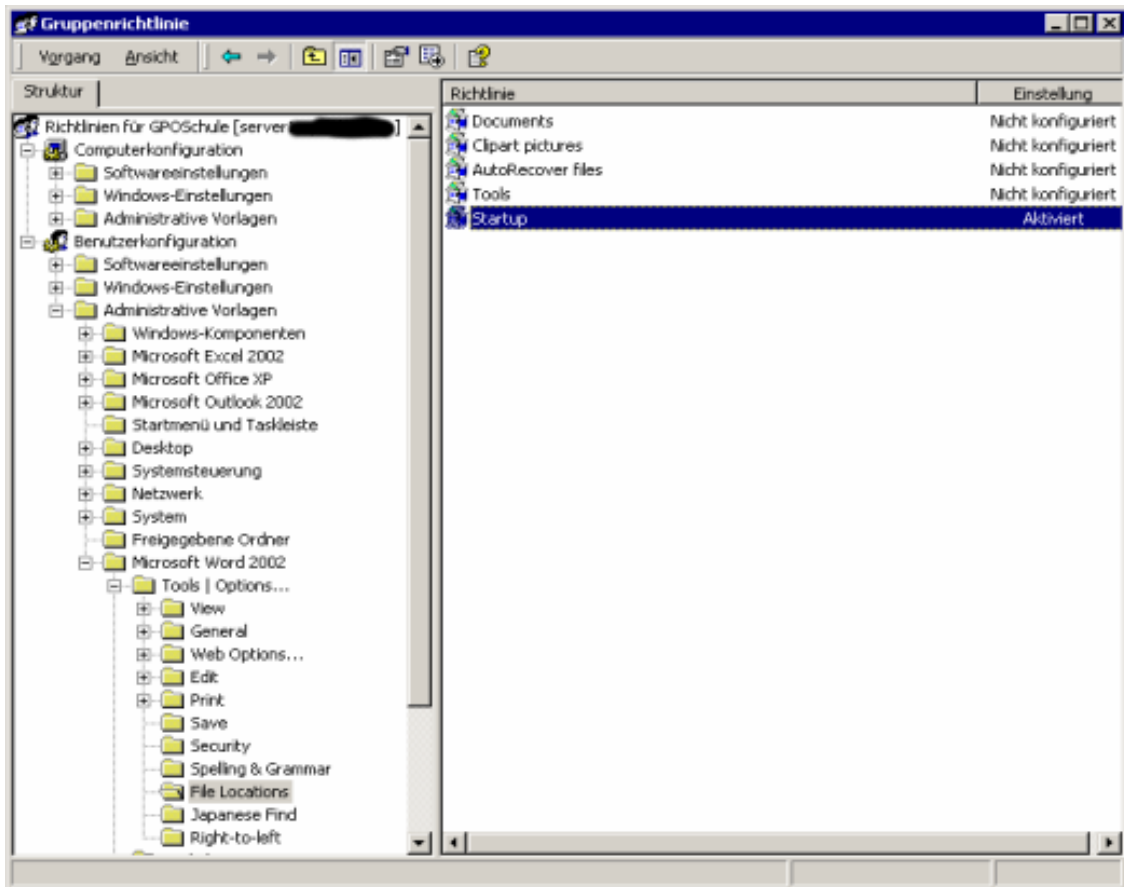 Gruppenrichtlinie
Vorgang Ansicht
Struktur
Richtlinien für GPOSchule [server ]
Computerkonfiguration
Softwareeinstellungen
Windows-Einstellungen
Administrative Vorlagen
Benutzerkonfiguration
Softwareeinstellungen
Windows-Einstellungen
Administrative Vorlagen
Windows-Komponenten
Microsoft Excel 2002
Microsoft Office XP
Microsoft Outlook 2002
Startmenü und Taskleiste
Desktop
Systemsteuerung
Netzwerk
System
Freigegebene Ordner
Microsoft Word 2002
Tools | Options...
View
General
Web Options...
Edit
Print
Save
Security
Spelling & Grammar
File Locations
Japanese Find
Right-to-left
Richtlinie Einstellung
Documents Nicht konfiguriert
Clipart pictures Nicht konfiguriert
AutoRecover files Nicht konfiguriert
Tools Nicht konfiguriert
Startup Aktiviert